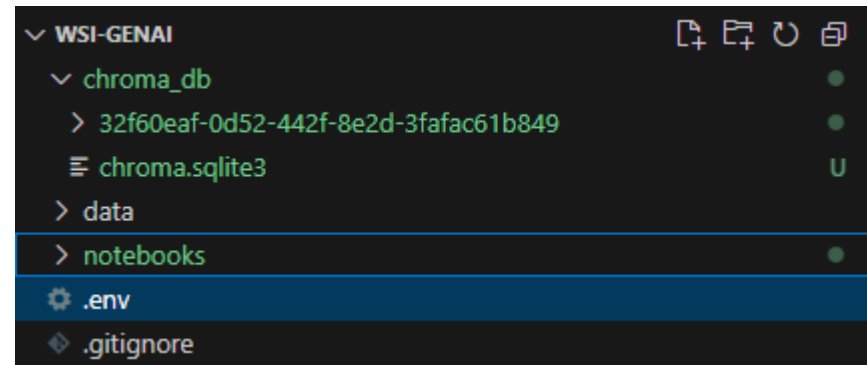 WSI-GENAI
chroma_db
32f60eaf-0d52-442f-8e2d-3fafac61b849
chroma.sqlite3 U
data
notebooks
.env
.gitignore